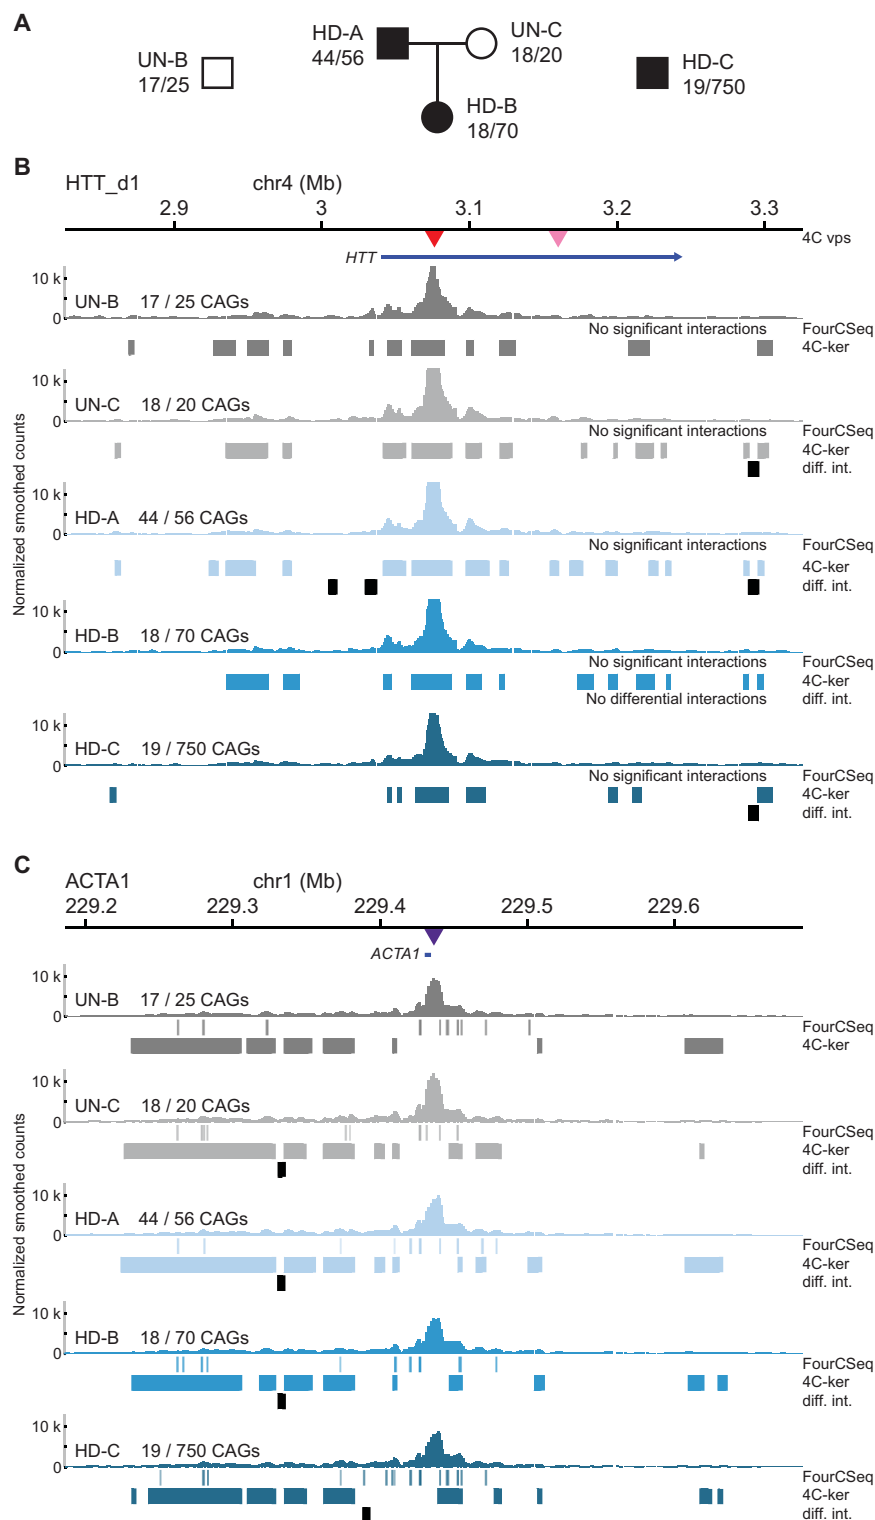 A
UN-B
17/25
HD-A
44/56
UN-C
18/20
HD-B
18/70
HD-C
19/750
B
HTT_d1 chr4 (Mb)
2.9 3 3.1 3.2 3.3
4C vps
HTT
Normalized smoothed counts
10 k
0
UN-B 17 / 25 CAGs
No significant interactions FourCSeq
4C-ker
10 k
0
UN-C 18 / 20 CAGs
No significant interactions FourCSeq
4C-ker
diff. int.
10 k
0
HD-A 44 / 56 CAGs
No significant interactions FourCSeq
4C-ker
diff. int.
10 k
0
HD-B 18 / 70 CAGs
No significant interactions FourCSeq
4C-ker
No differential interactions diff. int.
10 k
0
HD-C 19 / 750 CAGs
No significant interactions FourCSeq
4C-ker
diff. int.
C
ACTA1 chr1 (Mb)
229.2 229.3 229.4 229.5 229.6
ACTA1
Normalized smoothed counts
10 k
0
UN-B 17 / 25 CAGs
FourCSeq
4C-ker
10 k
0
UN-C 18 / 20 CAGs
FourCSeq
4C-ker
diff. int.
10 k
0
HD-A 44 / 56 CAGs
FourCSeq
4C-ker
diff. int.
10 k
0
HD-B 18 / 70 CAGs
FourCSeq
4C-ker
diff. int.
10 k
0
HD-C 19 / 750 CAGs
FourCSeq
4C-ker
diff. int.